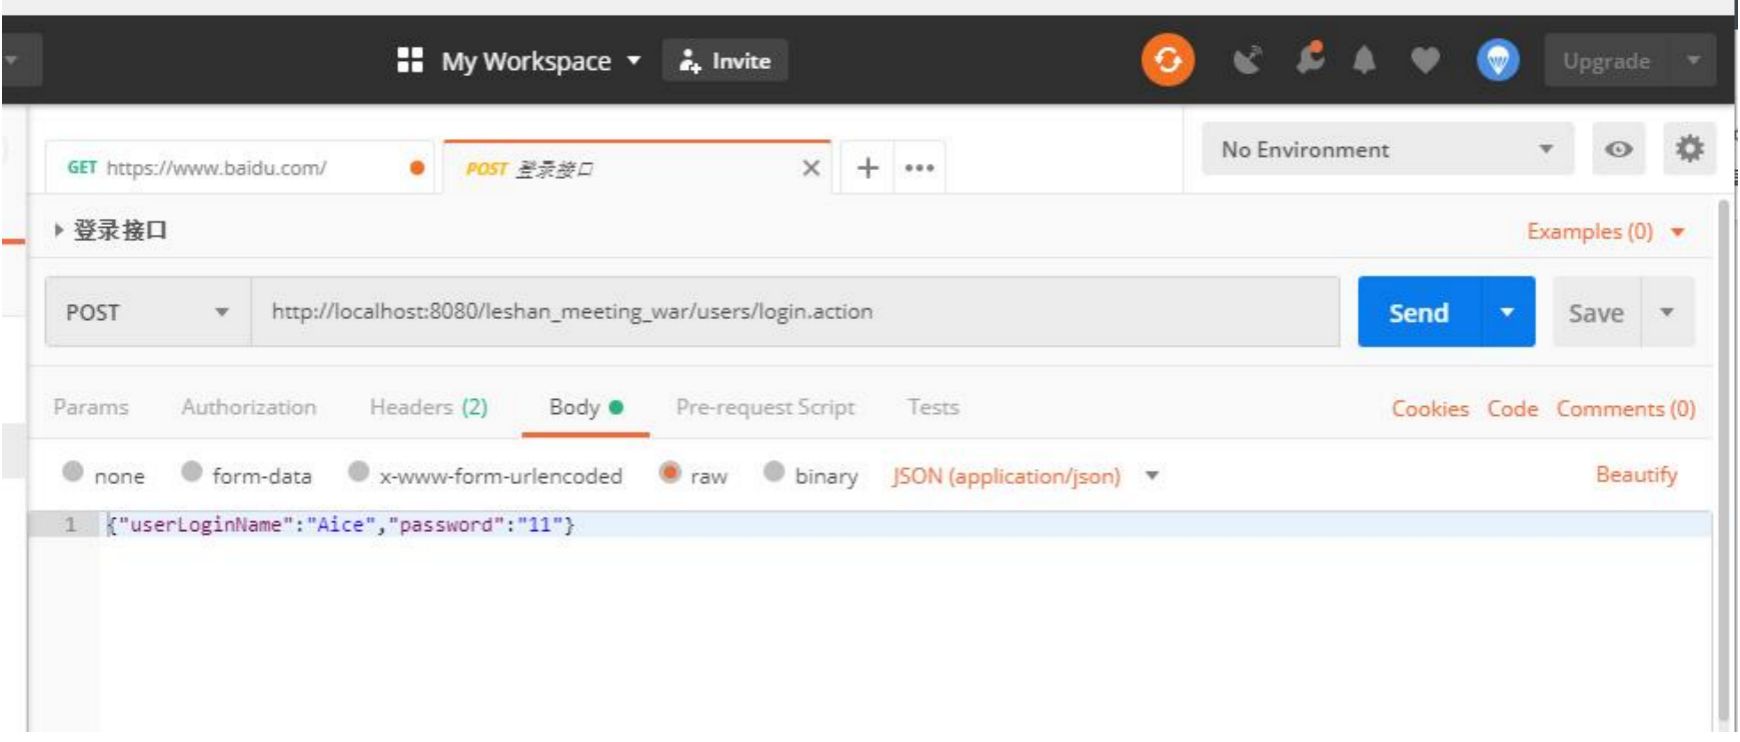 My Workspace Invite Upgrade
GET https://www.baidu.com/ POST 登录接口 No Environment
登录接口 Examples (0)
POST http://localhost:8080/leshan_meeting_war/users/login.action Send Save
Params Authorization Headers (2) Body Pre-request Script Tests Cookies Code Comments (0)
none form-data x-www-form-urlencoded raw binary JSON (application/json) Beautify
1 {"userLoginName":"Aice","password":"11"}